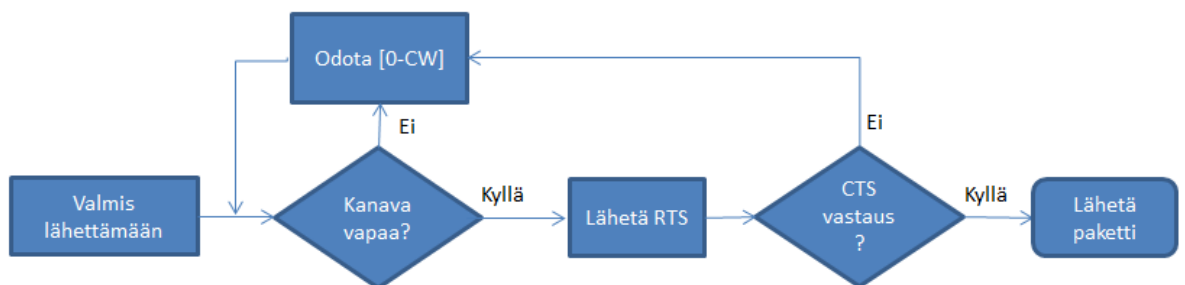 Odota [0-CW]
Ei
Ei
Valmis
lähettämään
Kanava
vapaa?
Kyllä
Lähetä RTS
CTS
vastaus
?
Kyllä
Lähetä
paketti